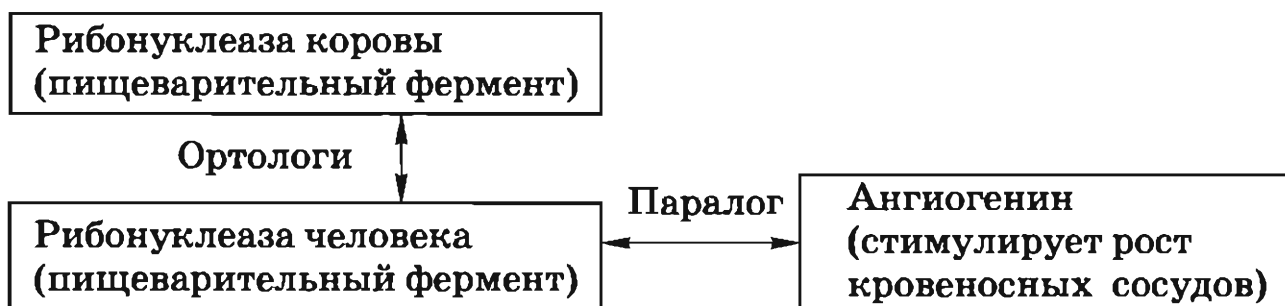 Рибонуклеаза коровы
(пищеварительный фермент)
Ортологи
Рибонуклеаза человека
(пищеварительный фермент)
Паралог
Ангиогенин
(стимулирует рост
кровеносных сосудов)